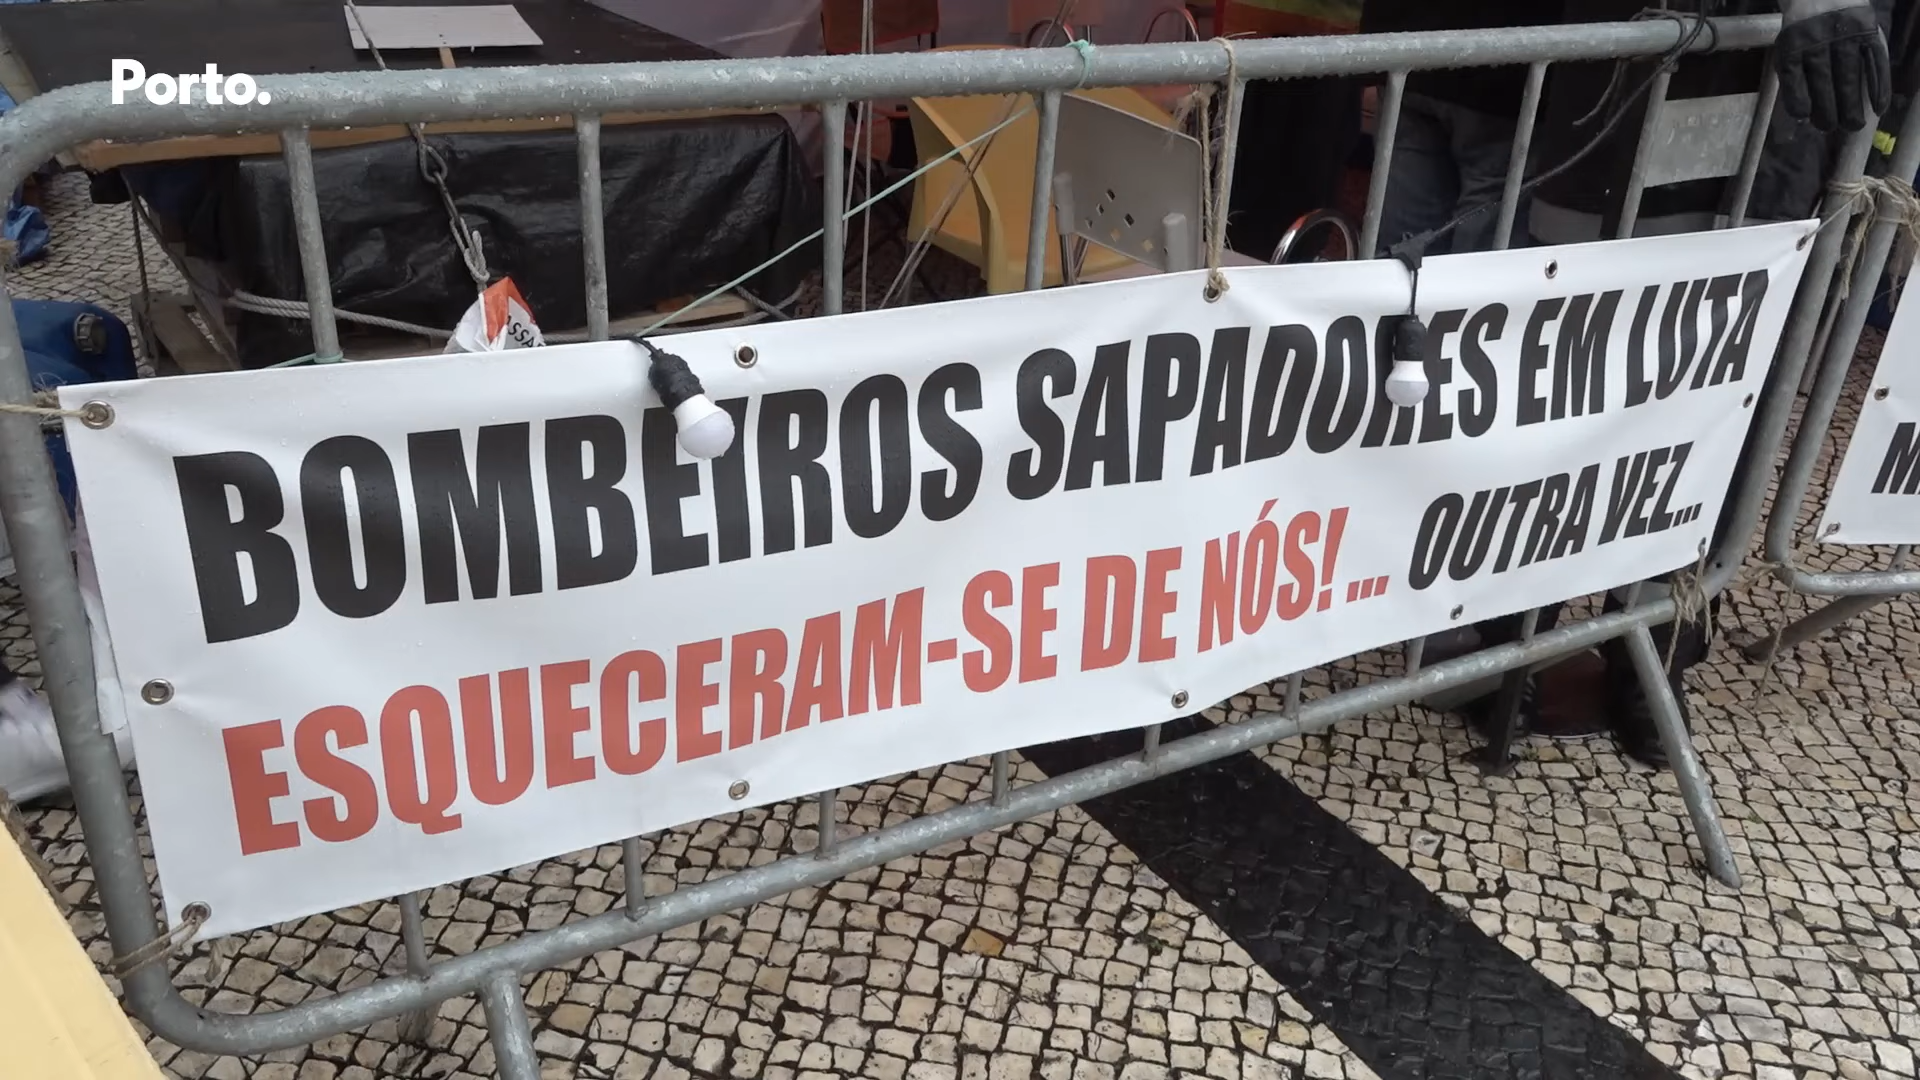 Porto.
BOMBEIROS SAPADORES EM LUTA
ESQUECERAM-SE DE NÓS!... OUTRA VEZ...